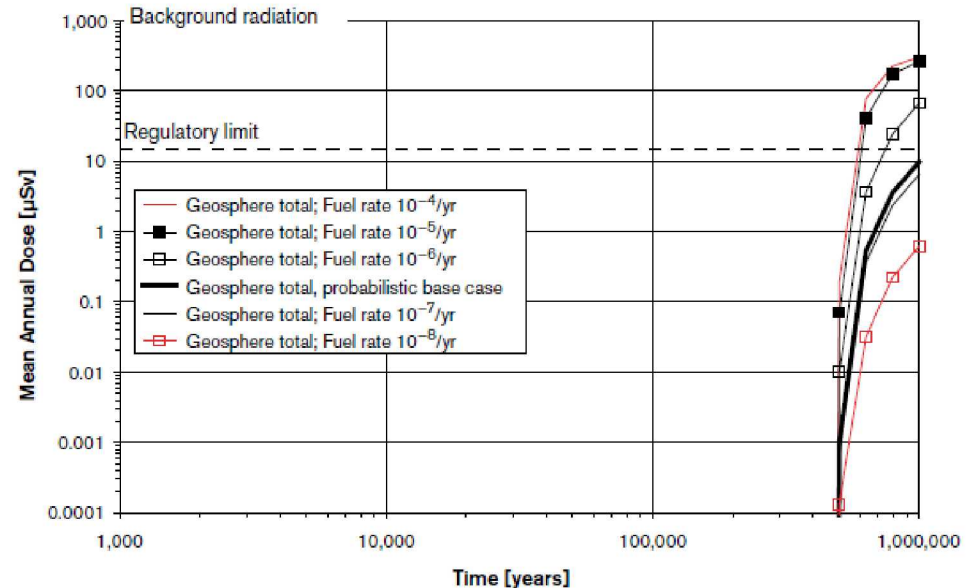 Background radiation
1,000
100
Regulatory limit
10
Geosphere total; Fuel rate 10⁻⁴/yr
Geosphere total; Fuel rate 10⁻⁵/yr
1
Geosphere total; Fuel rate 10⁻⁶/yr
Geosphere total, probabilistic base case
0.1
Geosphere total; Fuel rate 10⁻⁷/yr
Geosphere total; Fuel rate 10⁻⁸/yr
0.01
0.001
0.0001
Mean Annual Dose [µSv]
1,000
10,000
100,000
1,000,000
Time [years]